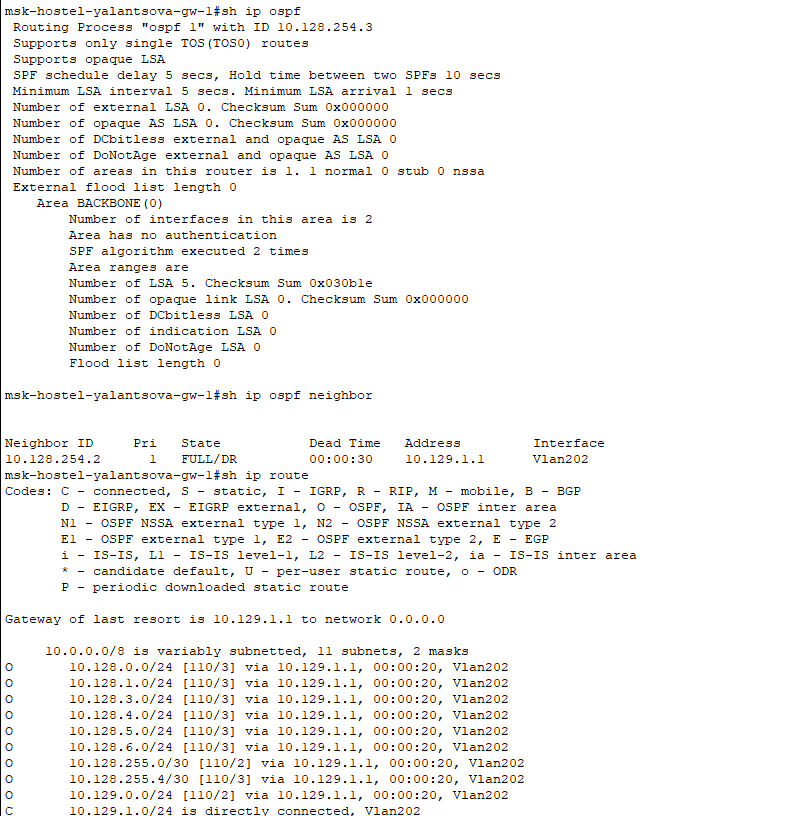 msk-hostel-yalantsova-gw-1#sh ip ospf
Routing Process "ospf 1" with ID 10.128.254.3
Supports only single TOS(TOS0) routes
Supports opaque LSA
SPF schedule delay 5 secs, Hold time between two SPFs 10 secs
Minimum LSA interval 5 secs. Minimum LSA arrival 1 secs
Number of external LSA 0. Checksum Sum 0x000000
Number of opaque AS LSA 0. Checksum Sum 0x000000
Number of DCbitless external and opaque AS LSA 0
Number of DoNotAge external and opaque AS LSA 0
Number of areas in this router is 1. 1 normal 0 stub 0 nssa
External flood list length 0
Area BACKBONE(0)
Number of interfaces in this area is 2
Area has no authentication
SPF algorithm executed 2 times
Area ranges are
Number of LSA 5. Checksum Sum 0x030b1e
Number of opaque link LSA 0. Checksum Sum 0x000000
Number of DCbitless LSA 0
Number of indication LSA 0
Number of DoNotAge LSA 0
Flood list length 0
msk-hostel-yalantsova-gw-1#sh ip ospf neighbor
Neighbor ID Pri State Dead Time Address Interface
10.128.254.2 1 FULL/DR 00:00:30 10.129.1.1 Vlan202
msk-hostel-yalantsova-gw-1#sh ip route
Codes: C - connected, S - static, I - IGRP, R - RIP, M - mobile, B - BGP
D - EIGRP, EX - EIGRP external, O - OSPF, IA - OSPF inter area
N1 - OSPF NSSA external type 1, N2 - OSPF NSSA external type 2
E1 - OSPF external type 1, E2 - OSPF external type 2, E - EGP
i - IS-IS, L1 - IS-IS level-1, L2 - IS-IS level-2, ia - IS-IS inter area
* - candidate default, U - per-user static route, o - ODR
P - periodic downloaded static route
Gateway of last resort is 10.129.1.1 to network 0.0.0.0
10.0.0.0/8 is variably subnetted, 11 subnets, 2 masks
O 10.128.0.0/24 [110/3] via 10.129.1.1, 00:00:20, Vlan202
O 10.128.1.0/24 [110/3] via 10.129.1.1, 00:00:20, Vlan202
O 10.128.3.0/24 [110/3] via 10.129.1.1, 00:00:20, Vlan202
O 10.128.4.0/24 [110/3] via 10.129.1.1, 00:00:20, Vlan202
O 10.128.5.0/24 [110/3] via 10.129.1.1, 00:00:20, Vlan202
O 10.128.6.0/24 [110/3] via 10.129.1.1, 00:00:20, Vlan202
O 10.128.255.0/30 [110/2] via 10.129.1.1, 00:00:20, Vlan202
O 10.128.255.4/30 [110/3] via 10.129.1.1, 00:00:20, Vlan202
O 10.129.0.0/24 [110/2] via 10.129.1.1, 00:00:20, Vlan202
C 10.129.1.0/24 is directly connected, Vlan202